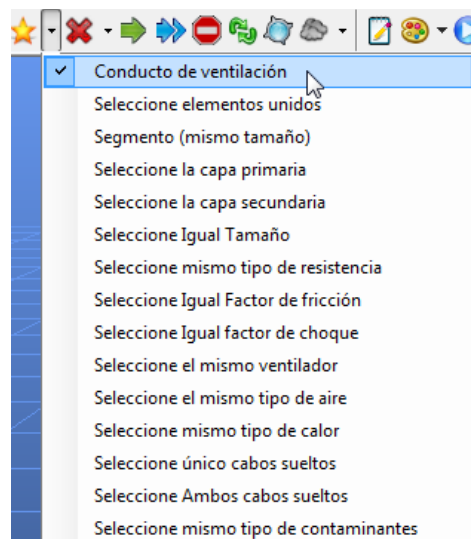 Conducto de ventilación
Seleccione elementos unidos
Segmento (mismo tamaño)
Seleccione la capa primaria
Seleccione la capa secundaria
Seleccione Igual Tamaño
Seleccione mismo tipo de resistencia
Seleccione Igual Factor de fricción
Seleccione Igual factor de choque
Seleccione el mismo ventilador
Seleccione el mismo tipo de aire
Seleccione mismo tipo de calor
Seleccione único cabos sueltos
Seleccione Ambos cabos sueltos
Seleccione mismo tipo de contaminantes